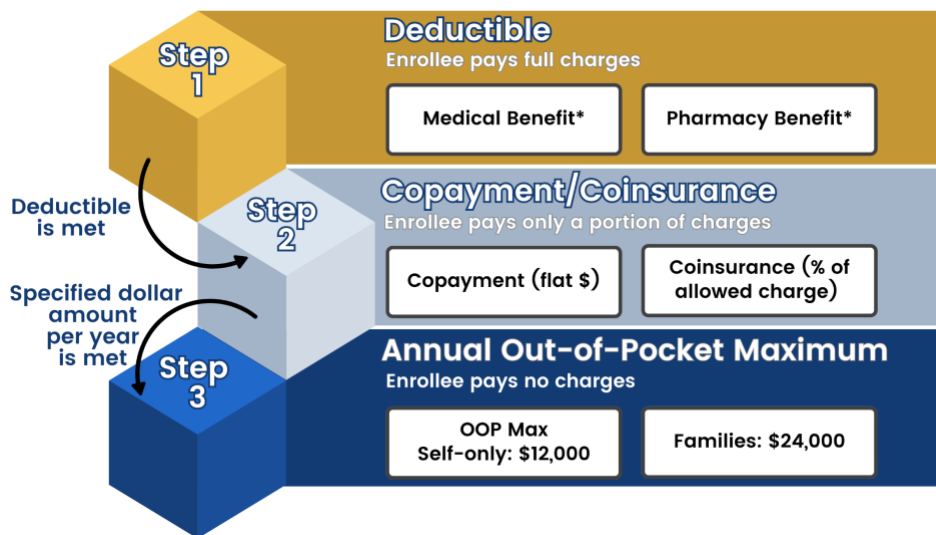 Step
1
Deductible
Enrollee pays full charges
Medical Benefit*
Pharmacy Benefit*
Deductible
is met
Step
2
Copayment/Coinsurance
Enrollee pays only a portion of charges
Copayment (flat $)
Coinsurance (% of
allowed charge)
Specified dollar
amount
per year
is met
Step
3
Annual Out-of-Pocket Maximum
Enrollee pays no charges
OOP Max
Self-only: $12,000
Families: $24,000